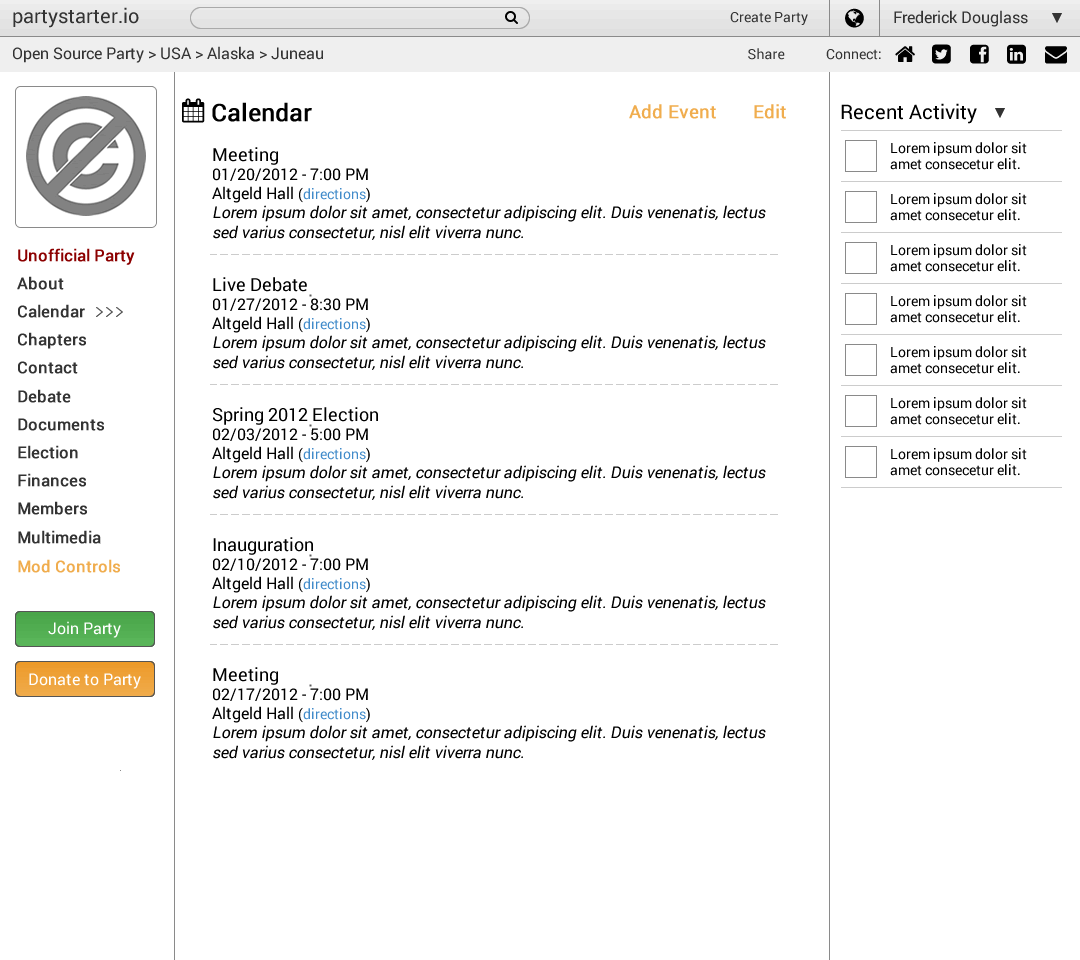 partystarter.io
Create Party
Frederick Douglass ▼
Open Source Party > USA > Alaska > Juneau
Share
Connect:
Unofficial Party
About
Calendar >>>
Chapters
Contact
Debate
Documents
Election
Finances
Members
Multimedia
Mod Controls
Join Party
Donate to Party
Calendar
Add Event
Edit
Meeting
01/20/2012 - 7:00 PM
Altgeld Hall (directions)
Lorem ipsum dolor sit amet, consectetur adipiscing elit. Duis venenatis, lectus
sed varius consectetur, nisl elit viverra nunc.
Live Debate
01/27/2012 - 8:30 PM
Altgeld Hall (directions)
Lorem ipsum dolor sit amet, consectetur adipiscing elit. Duis venenatis, lectus
sed varius consectetur, nisl elit viverra nunc.
Spring 2012 Election
02/03/2012 - 5:00 PM
Altgeld Hall (directions)
Lorem ipsum dolor sit amet, consectetur adipiscing elit. Duis venenatis, lectus
sed varius consectetur, nisl elit viverra nunc.
Inauguration
02/10/2012 - 7:00 PM
Altgeld Hall (directions)
Lorem ipsum dolor sit amet, consectetur adipiscing elit. Duis venenatis, lectus
sed varius consectetur, nisl elit viverra nunc.
Meeting
02/17/2012 - 7:00 PM
Altgeld Hall (directions)
Lorem ipsum dolor sit amet, consectetur adipiscing elit. Duis venenatis, lectus
sed varius consectetur, nisl elit viverra nunc.
Recent Activity ▼
Lorem ipsum dolor sit
amet consecetur elit.
Lorem ipsum dolor sit
amet consecetur elit.
Lorem ipsum dolor sit
amet consecetur elit.
Lorem ipsum dolor sit
amet consecetur elit.
Lorem ipsum dolor sit
amet consecetur elit.
Lorem ipsum dolor sit
amet consecetur elit.
Lorem ipsum dolor sit
amet consecetur elit.